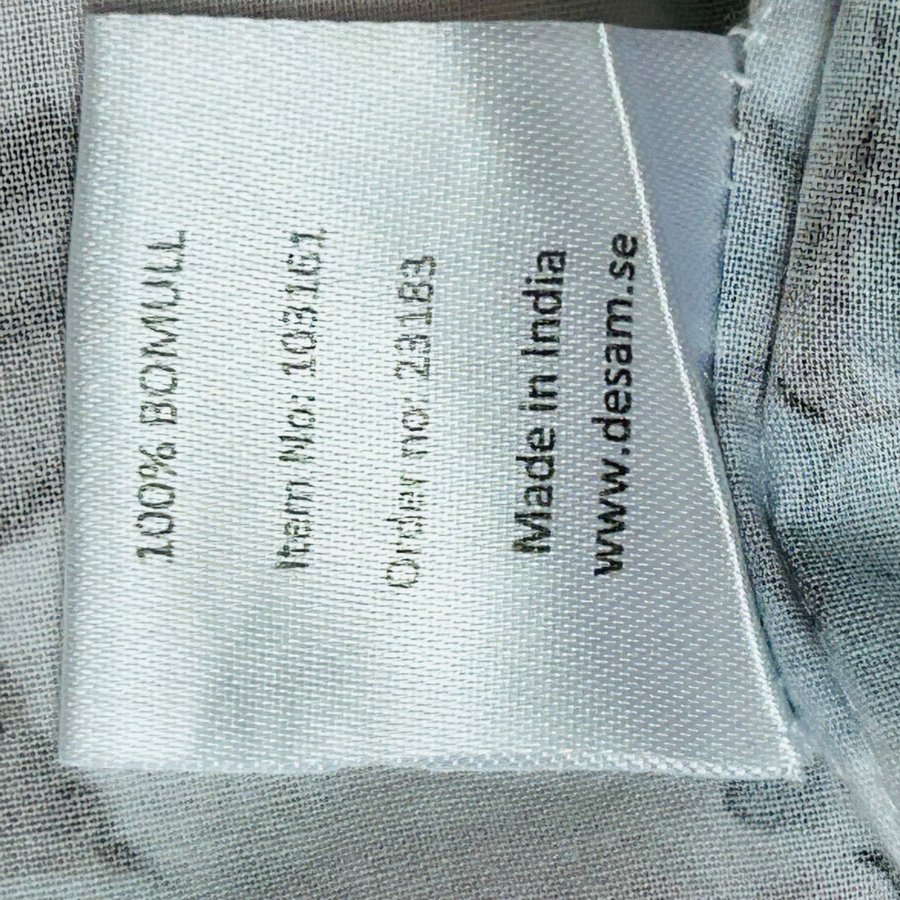 100% BOMULL
Item No: 103161
Order no: 23183
Made in India
www.desam.se